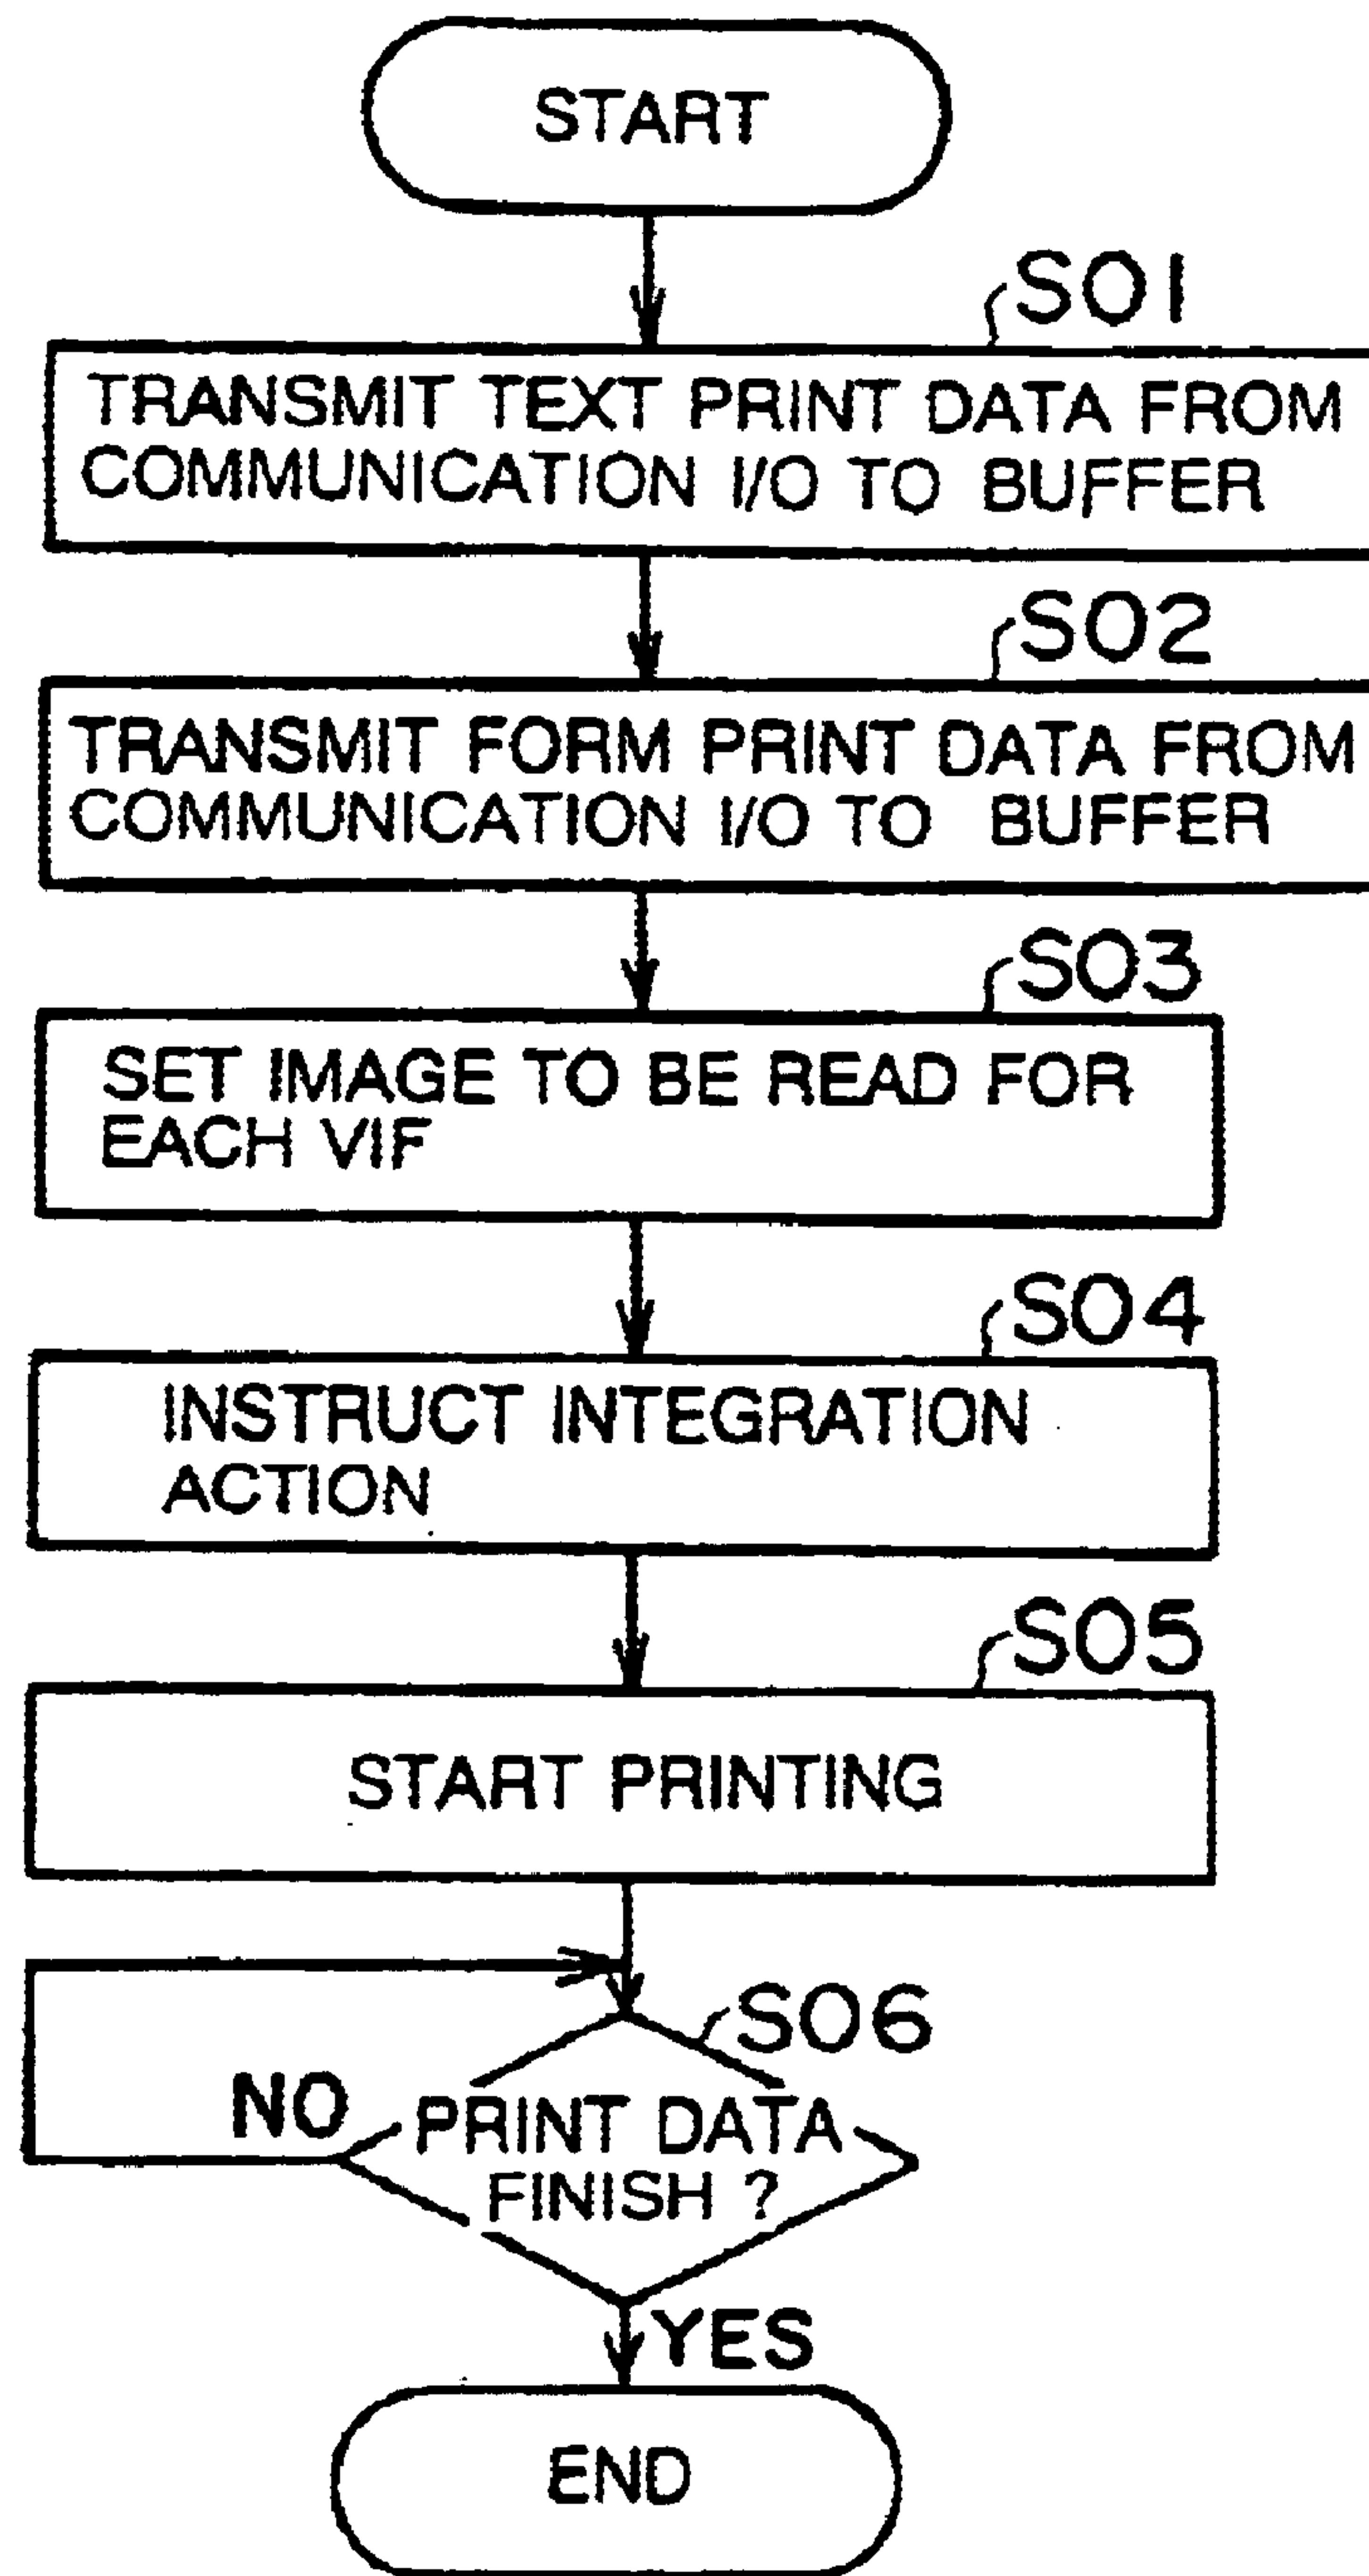 START
S01
TRANSMIT TEXT PRINT DATA FROM
COMMUNICATION I/O TO BUFFER
S02
TRANSMIT FORM PRINT DATA FROM
COMMUNICATION I/O TO BUFFER
S03
SET IMAGE TO BE READ FOR
EACH VIF
S04
INSTRUCT INTEGRATION
ACTION
S05
START PRINTING
S06
NO
PRINT DATA
FINISH ?
YES
END